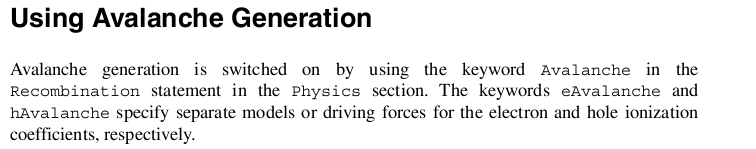 Using Avalanche Generation
Avalanche generation is switched on by using the keyword Avalanche in the
Recombination statement in the Physics section. The keywords eAvalanche and
hAvalanche specify separate models or driving forces for the electron and hole ionization
coefficients, respectively.